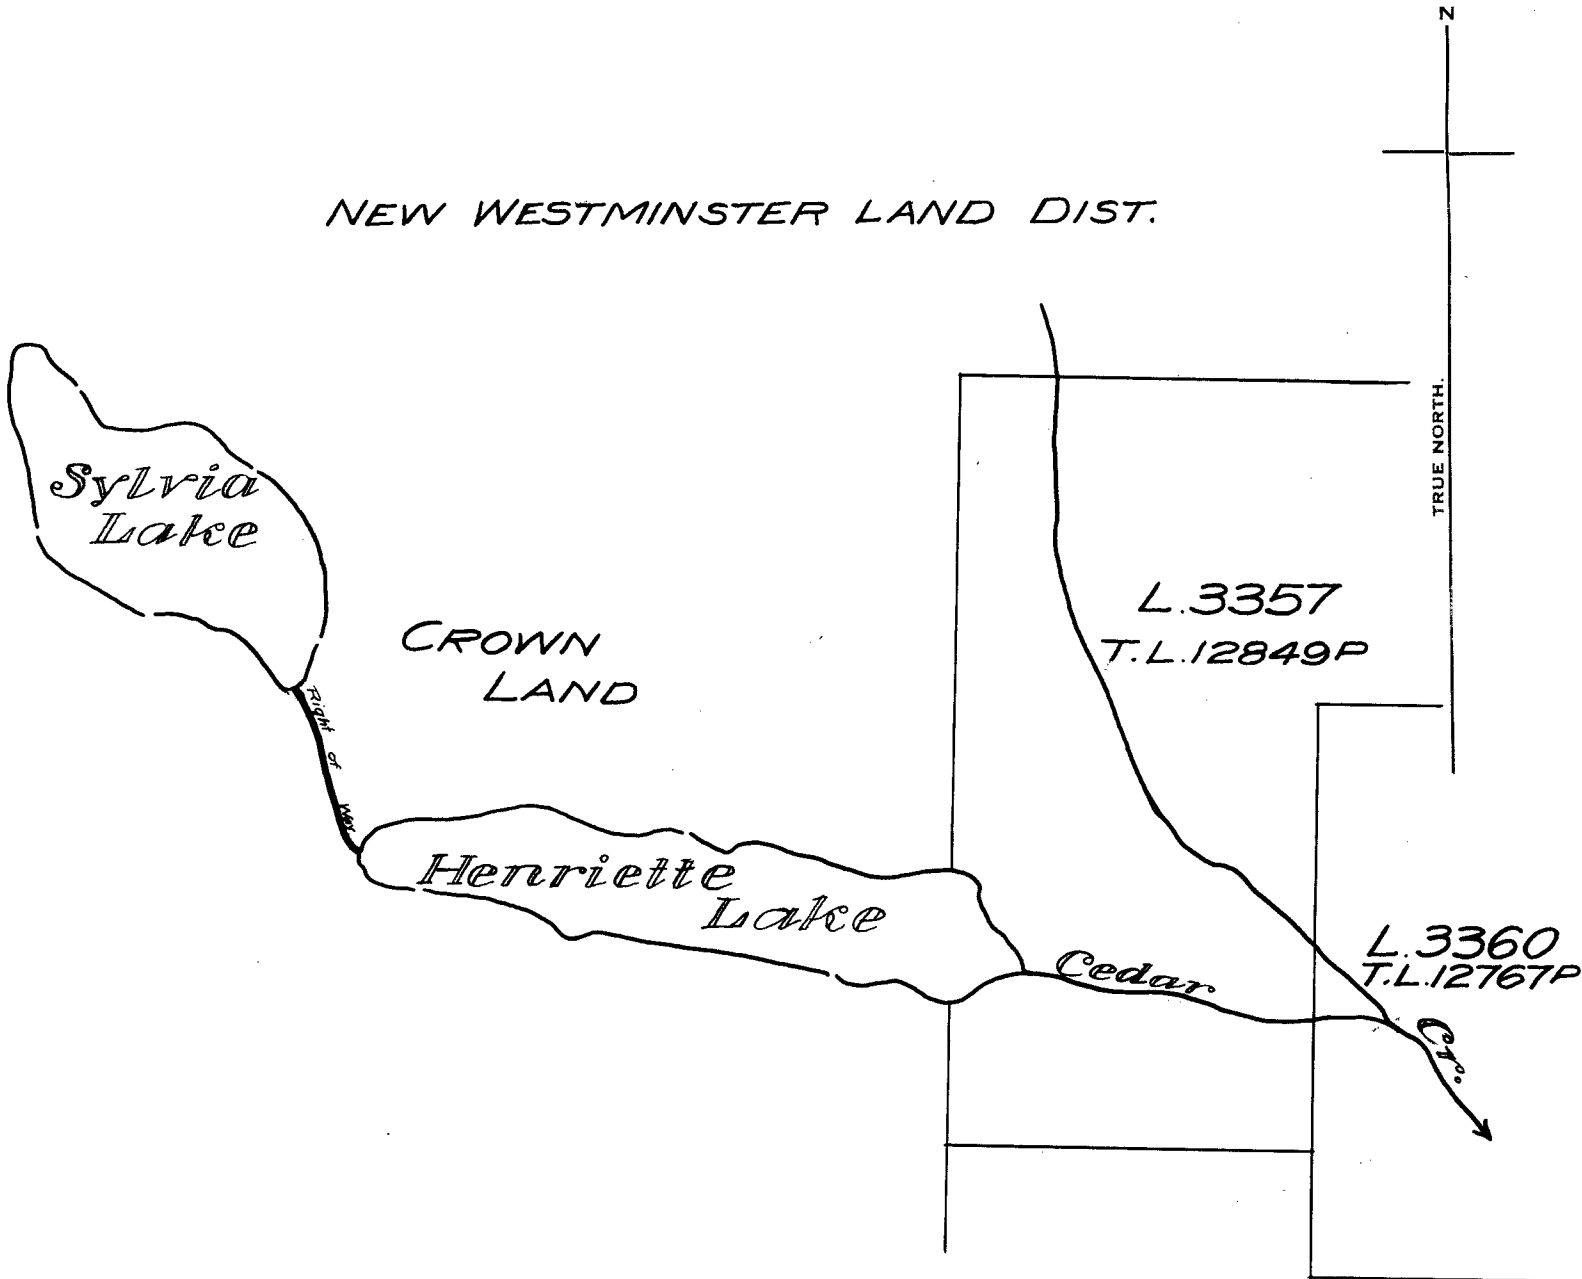 N
NEW WESTMINSTER LAND DIST.
TRUE NORTH.
Sylvia
Lake
L.3357
T.L.12849P
CROWN
LAND
Right of Way
Henriette
Lake
L.3360
T.L.12767P
Cedar Cr.